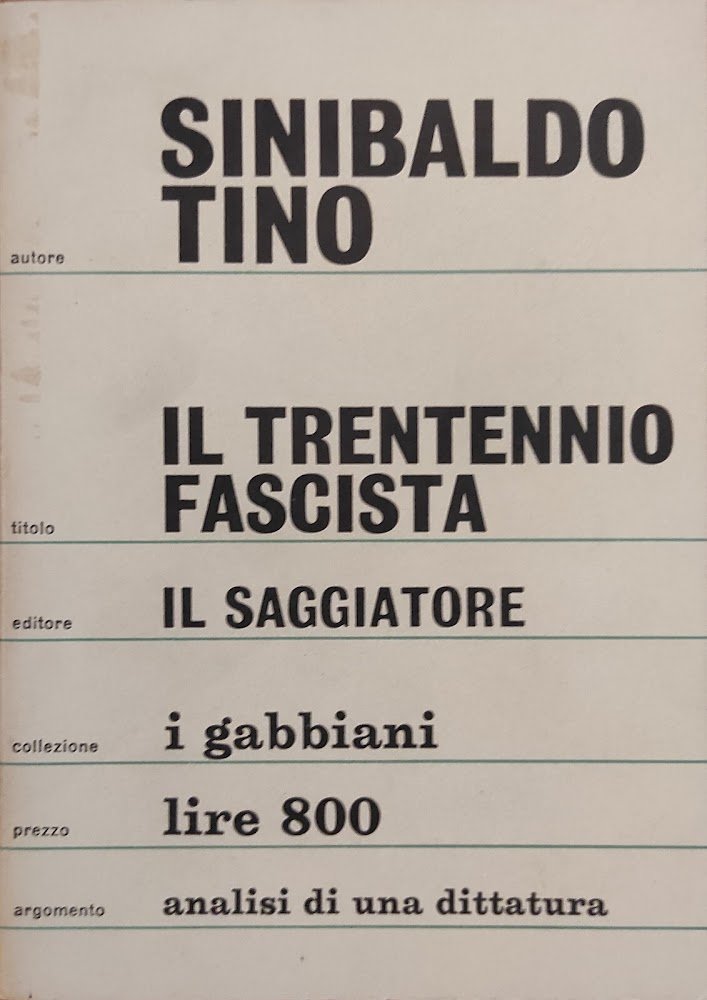 SINIBALDO
TINO
autore
IL TRENTENNIO
FASCISTA
titolo
editore IL SAGGIATORE
collezione i gabbiani
prezzo lire 800
argomento analisi di una dittatura